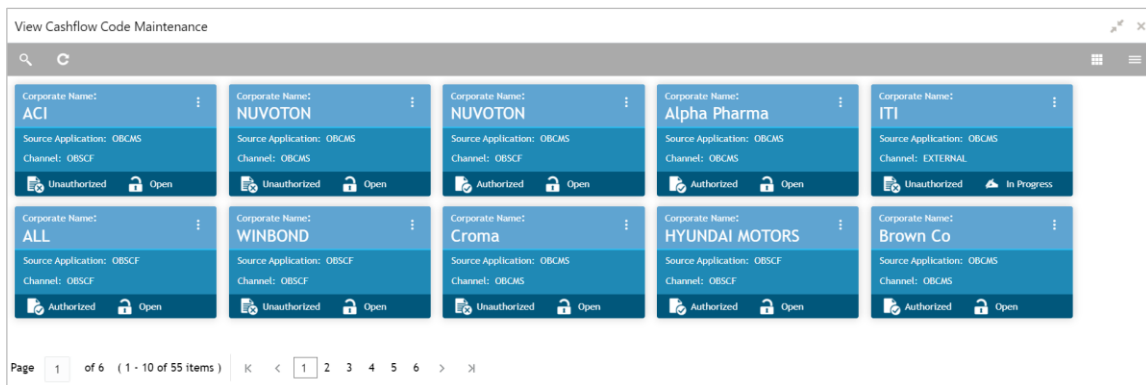 View Cashflow Code Maintenance
Corporate Name:
ACI
Source Application: OBCMS
Channel: OBSCF
Unauthorized Open
Corporate Name:
NUVOTON
Source Application: OBCMS
Channel: OBCMS
Unauthorized Open
Corporate Name:
NUVOTON
Source Application: OBCMS
Channel: OBSCF
Authorized Open
Corporate Name:
Alpha Pharma
Source Application: OBCMS
Channel: OBCMS
Authorized Open
Corporate Name:
ITI
Source Application: OBCMS
Channel: EXTERNAL
Unauthorized In Progress
Corporate Name:
ALL
Source Application: OBSCF
Channel: OBSCF
Authorized Open
Corporate Name:
WINBOND
Source Application: OBSCF
Channel: OBSCF
Unauthorized Open
Corporate Name:
Croma
Source Application: OBCMS
Channel: OBCMS
Unauthorized Open
Corporate Name:
HYUNDAI MOTORS
Source Application: OBSCF
Channel: OBSCF
Authorized Open
Corporate Name:
Brown Co
Source Application: OBCMS
Channel: OBCMS
Authorized Open
Page 1 of 6 ( 1 - 10 of 55 items ) 1 2 3 4 5 6